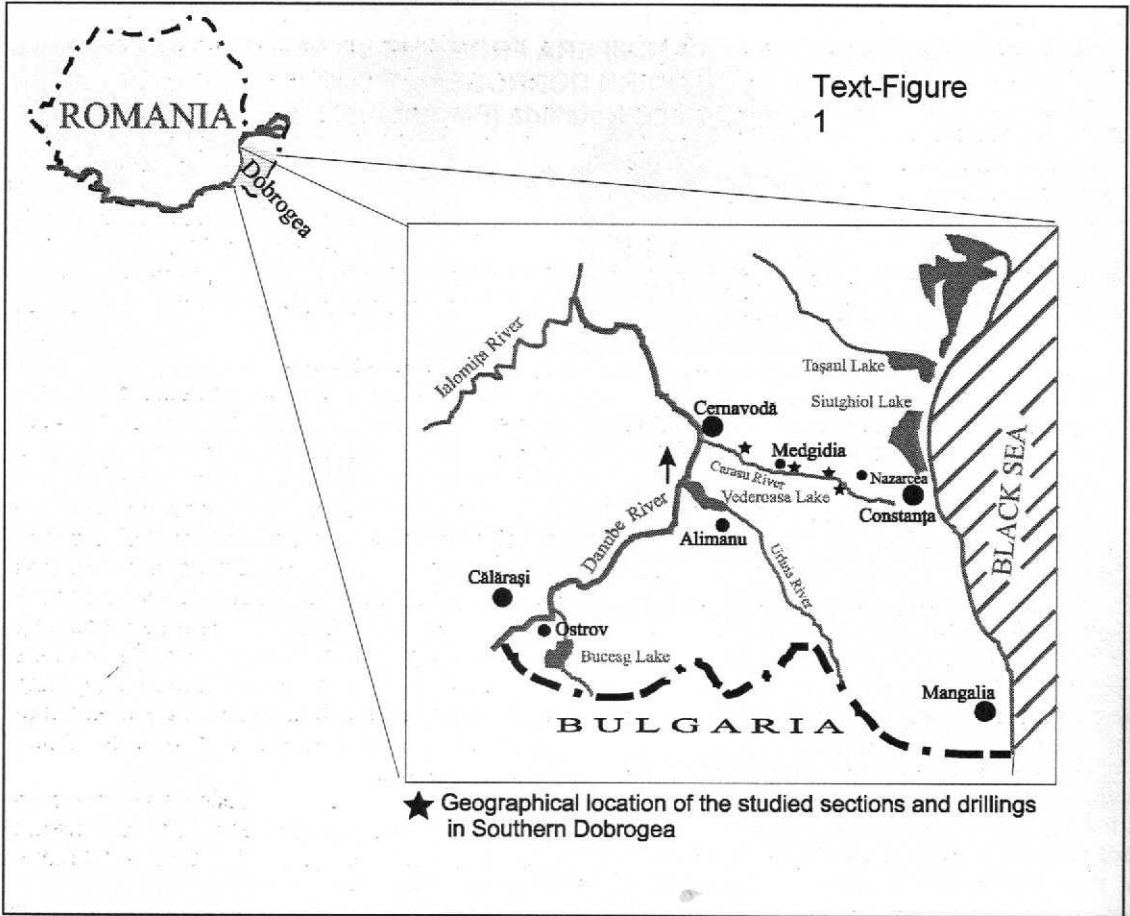 ROMANIA
Dobrogea
Text-Figure
1
Ialomița River
Tașaul Lake
Siutghiol Lake
Cernavodă
Medgidia
Carasu River
Nazarcea
Vederoasa Lake
Constanța
BLACK SEA
Danube River
Alimanu
Urluia River
Călărași
Ostrov
Buceag Lake
Mangalia
BULGARIA
Geographical location of the studied sections and drillings
in Southern Dobrogea